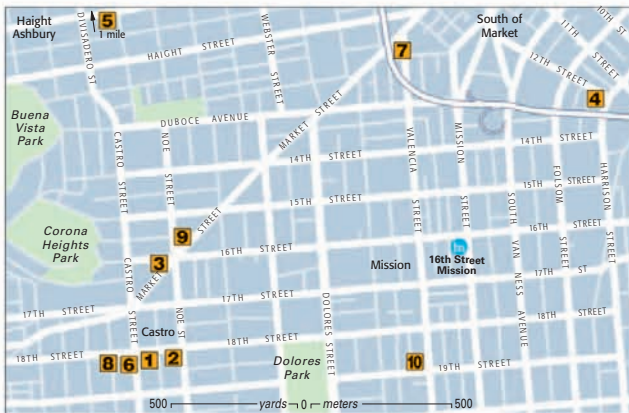 Haight
Ashbury
5
1 mile
DIVISADERO ST
HAIGHT STREET
WEBSTER STREET
7
South of
Market
10TH ST
11TH STREET
12TH STREET
4
Buena
Vista
Park
DUBOCE AVENUE
MARKET STREET
CASTRO STREET
NOE STREET
14TH STREET
VALENCIA STREET
MISSION STREET
14TH STREET
15TH STREET
15TH STREET
SOUTH VAN NESS AVENUE
FOLSOM STREET
HARRISON STREET
Corona
Heights
Park
9
3
16TH STREET
16TH STREET
Mission
16th Street
Mission
17TH ST
CASTRO STREET
MARKET
17TH STREET
17TH STREET
NOE ST
DOLORES STREET
Castro
18TH STREET
18TH STREET
18TH STREET
8
6
1
2
Dolores
Park
10
19TH STREET
500 yards 0 meters 500